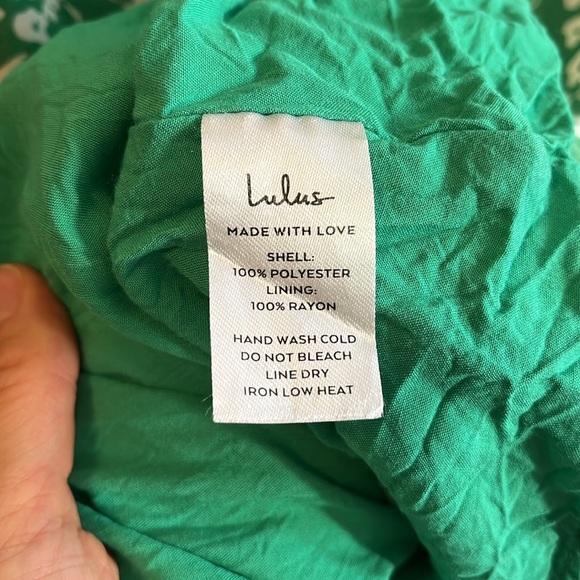 Lulus
MADE WITH LOVE
SHELL:
100% POLYESTER
LINING:
100% RAYON
HAND WASH COLD
DO NOT BLEACH
LINE DRY
IRON LOW HEAT